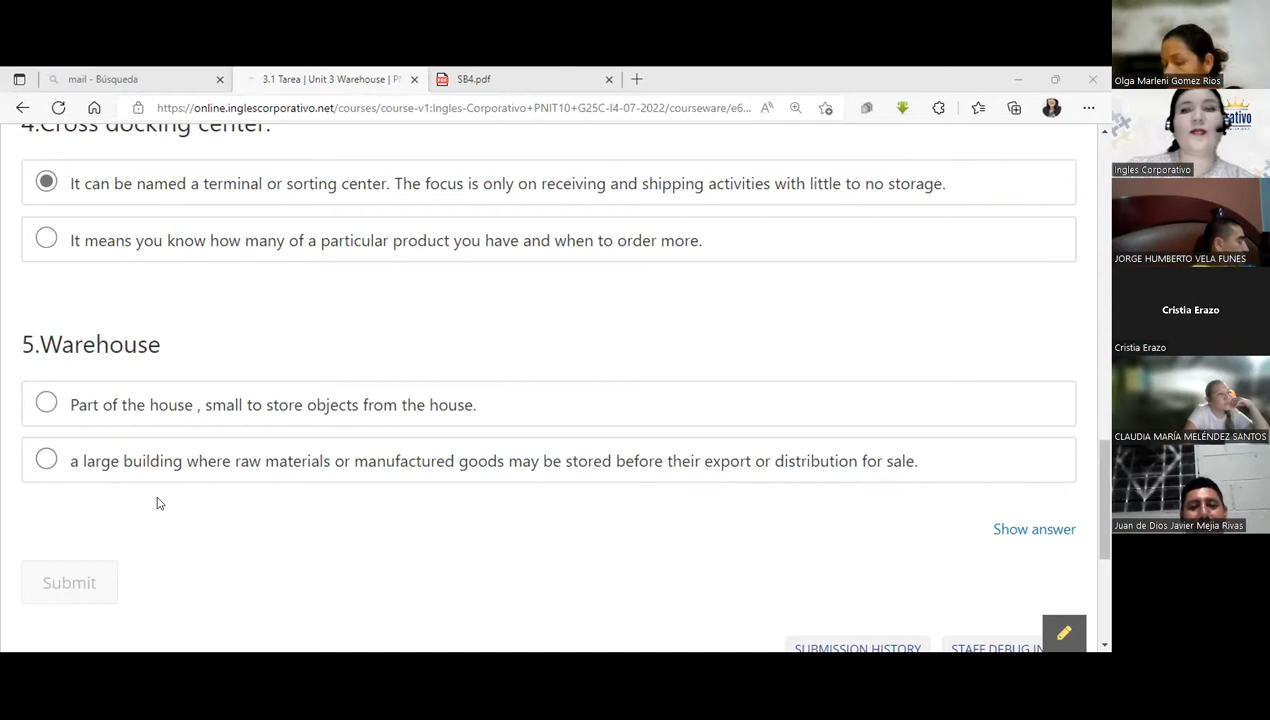 mail - Búsqueda
3.1 Tarea | Unit 3 Warehouse | PN
SB4.pdf
https://online.inglescorporativo.net/courses/course-v1:Ingles-Corporativo+PNIT10+G25C-I4-07-2022/courseware/e6...
4.Cross docking center.
It can be named a terminal or sorting center. The focus is only on receiving and shipping activities with little to no storage.
It means you know how many of a particular product you have and when to order more.
5.Warehouse
Part of the house , small to store objects from the house.
a large building where raw materials or manufactured goods may be stored before their export or distribution for sale.
Show answer
Submit
SUBMISSION HISTORY
STAFF DEBUG IN
Olga Marleni Gomez Rios
ativo
Ingles Corporativo
JORGE HUMBERTO VELA FUNES
Cristia Erazo
Cristia Erazo
CLAUDIA MARÍA MELÉNDEZ SANTOS
Juan de Dios Javier Mejia Rivas